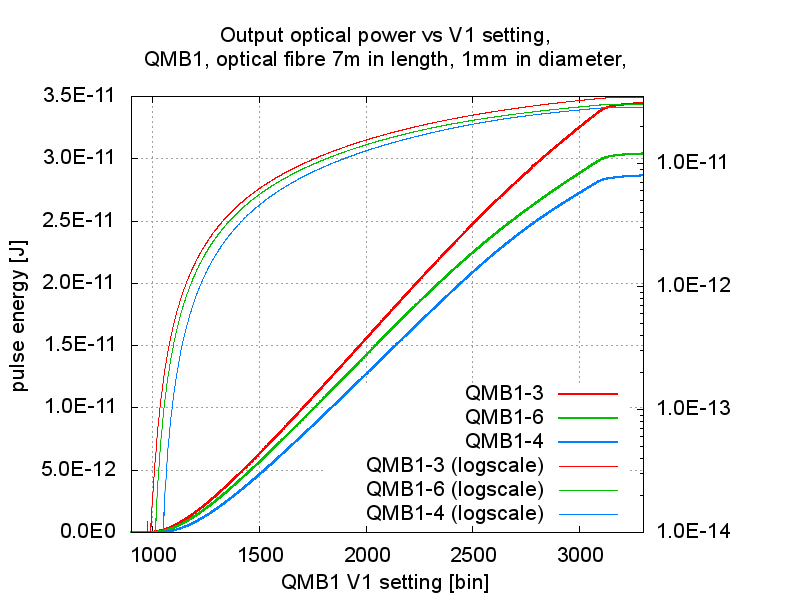 Output optical power vs V1 setting,
QMB1, optical fibre 7m in length, 1mm in diameter,
3.5E-11
3.0E-11
2.5E-11
2.0E-11
1.5E-11
1.0E-11
5.0E-12
0.0E0
pulse energy [J]
1.0E-11
1.0E-12
1.0E-13
1.0E-14
QMB1-3
QMB1-6
QMB1-4
QMB1-3 (logscale)
QMB1-6 (logscale)
QMB1-4 (logscale)
1000 1500 2000 2500 3000
QMB1 V1 setting [bin]